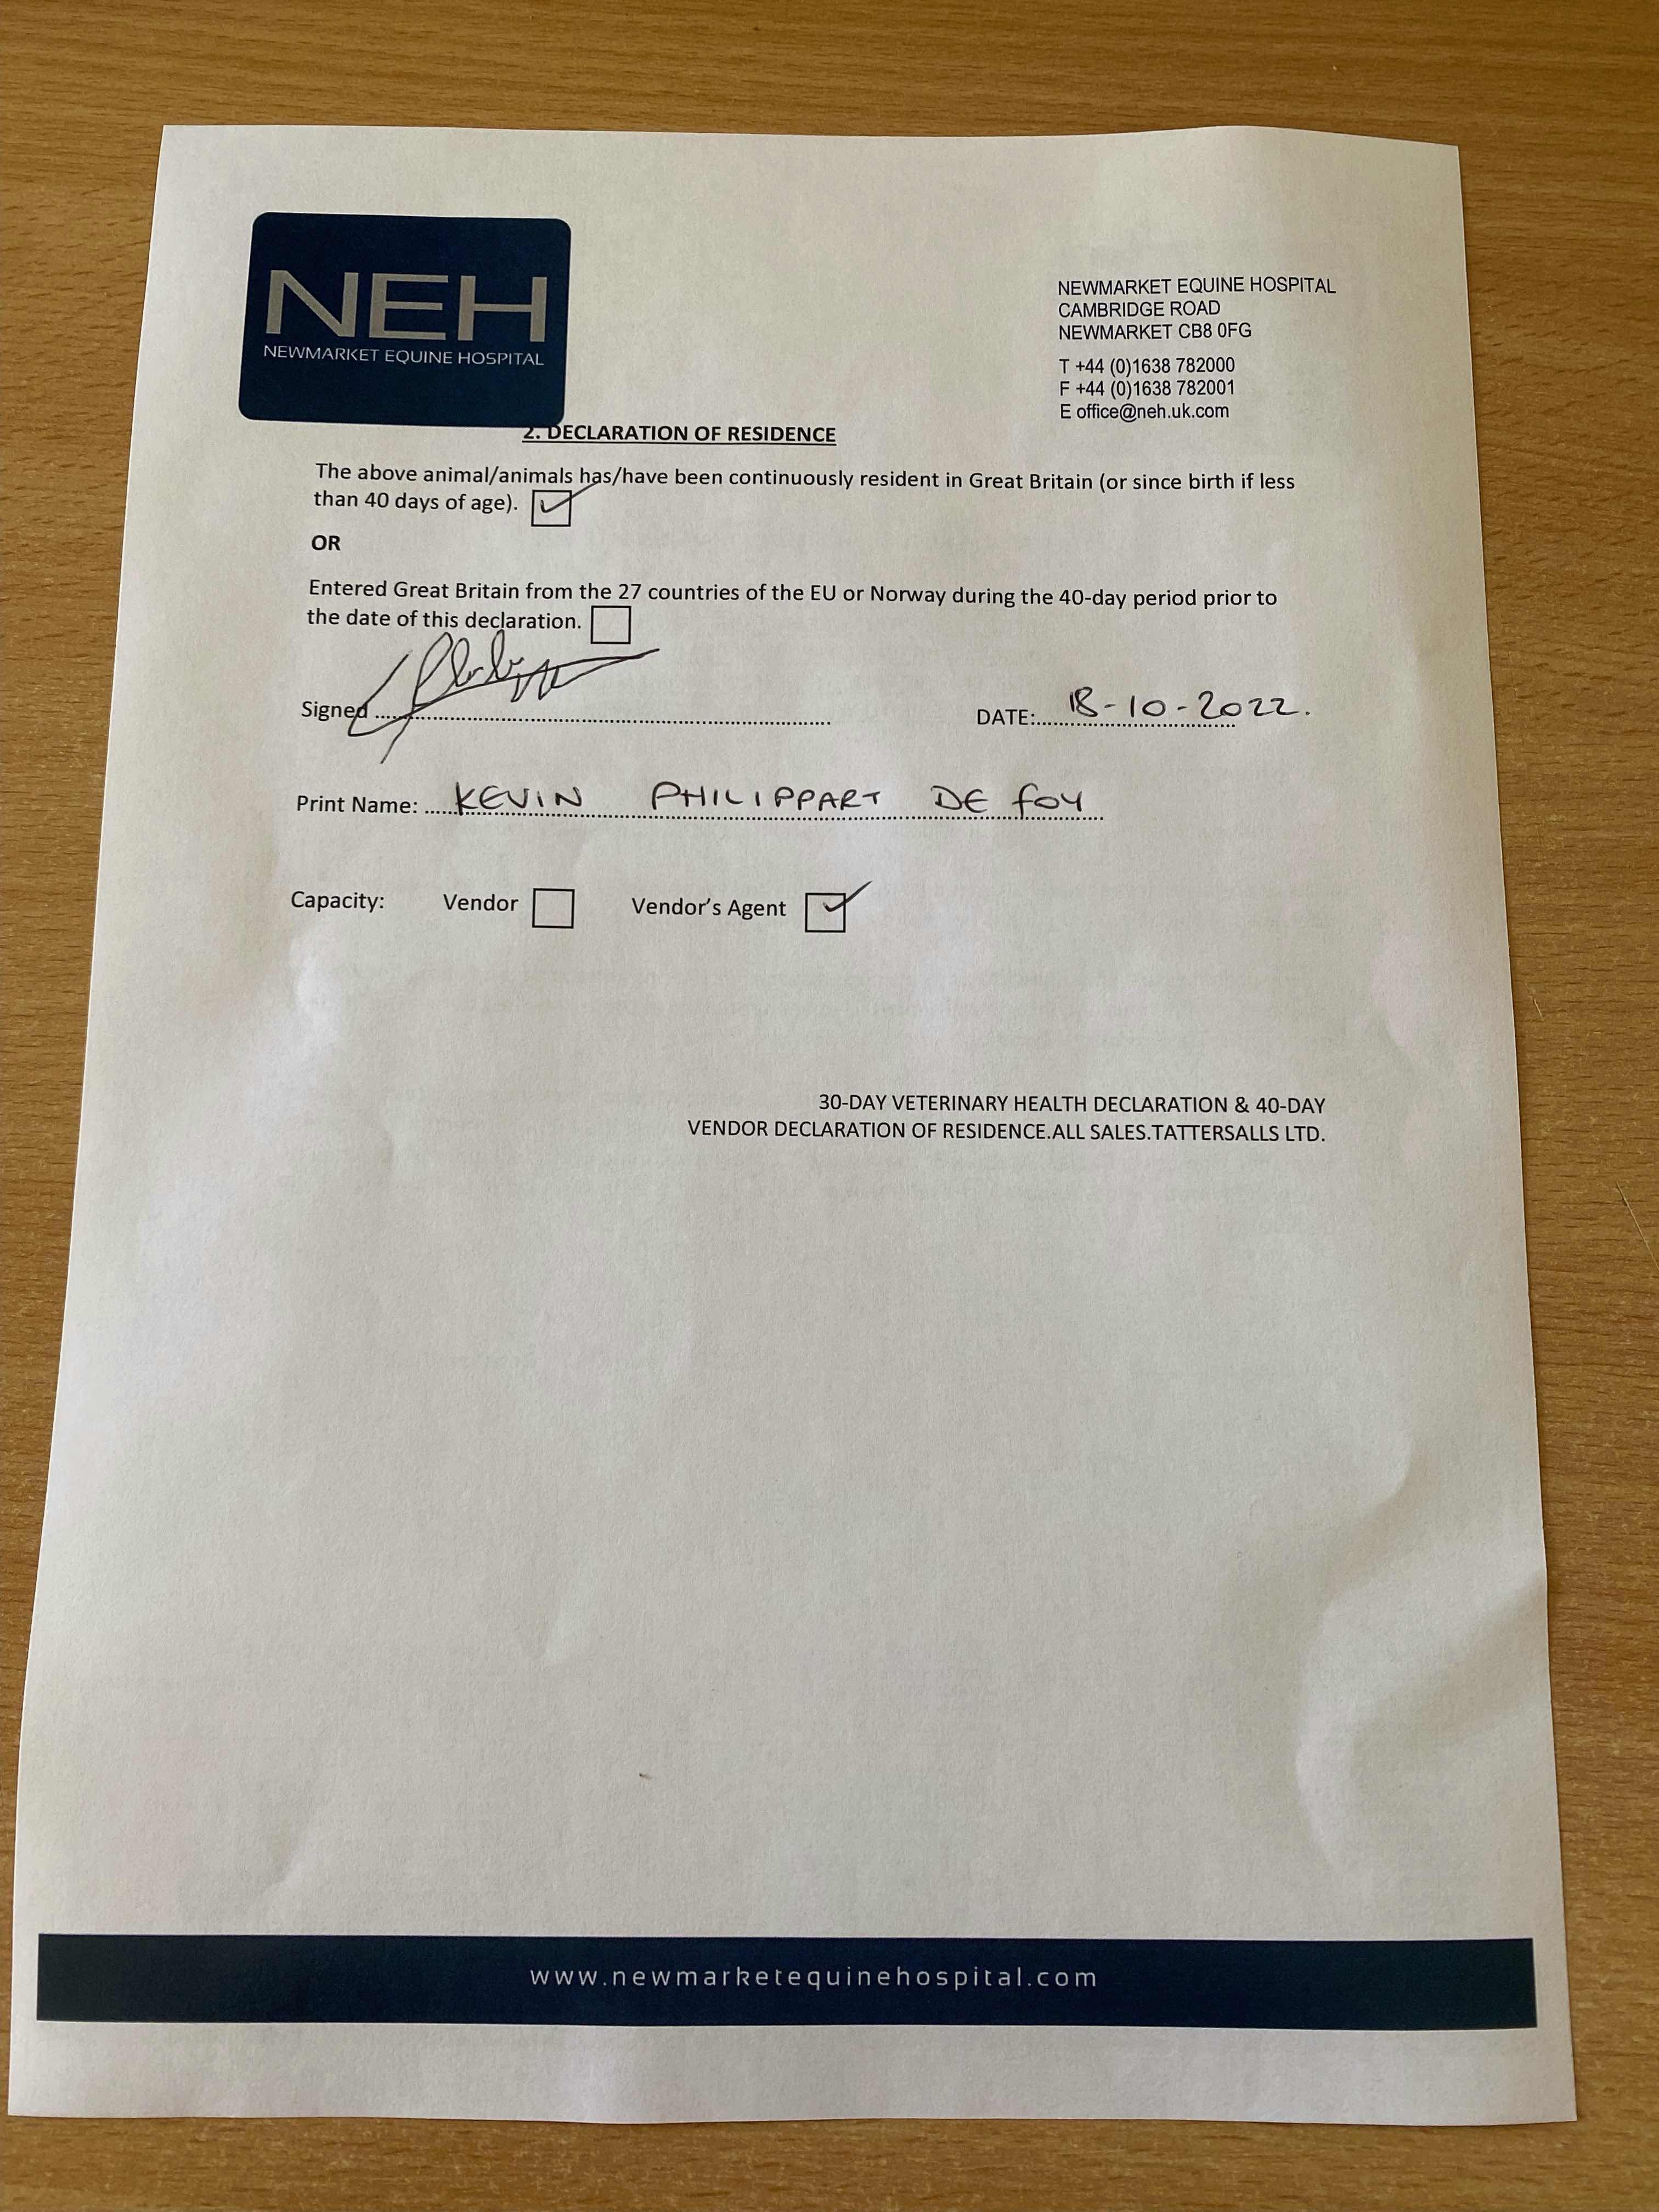 NEH
NEWMARKET EQUINE HOSPITAL
NEWMARKET EQUINE HOSPITAL
CAMBRIDGE ROAD
NEWMARKET CB8 0FG
T +44 (0)1638 782000
F +44 (0)1638 782001
E office@neh.uk.com
2. DECLARATION OF RESIDENCE
The above animal/animals has/have been continuously resident in Great Britain (or since birth if less
than 40 days of age).
OR
Entered Great Britain from the 27 countries of the EU or Norway during the 40-day period prior to
the date of this declaration.
Signed
DATE: 18-10-2022.
Print Name: KEVIN PHILIPPART DE FOY
Capacity: Vendor Vendor's Agent
30-DAY VETERINARY HEALTH DECLARATION & 40-DAY
VENDOR DECLARATION OF RESIDENCE.ALL SALES.TATTERSALLS LTD.
www.newmarketequinehospital.com